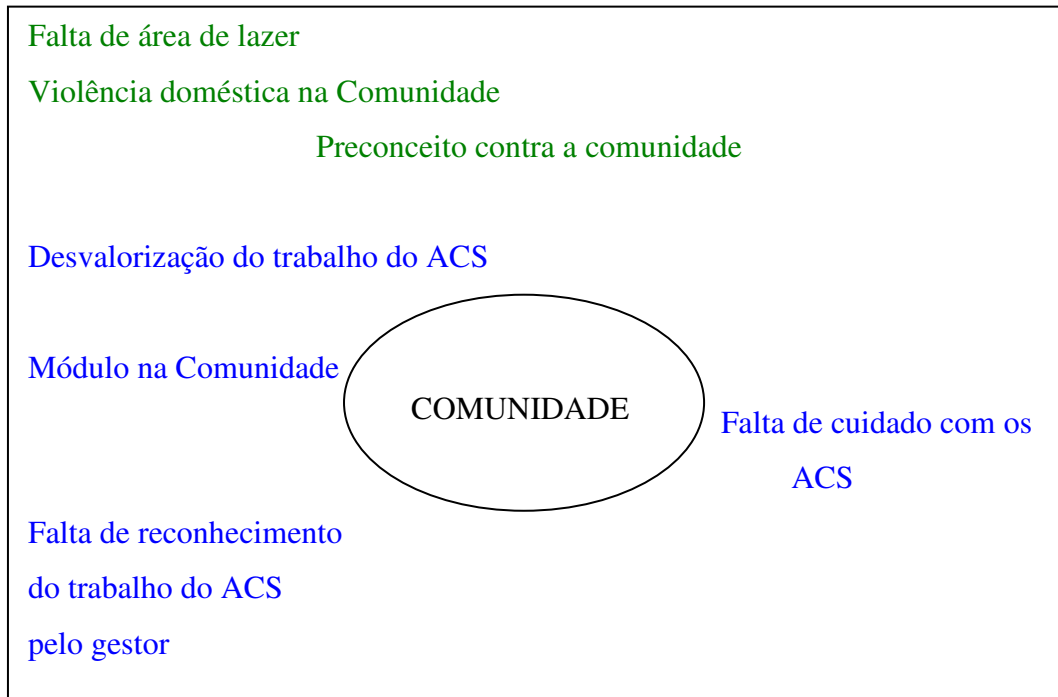 Falta de área de lazer
Violência doméstica na Comunidade
Preconceito contra a comunidade
Desvalorização do trabalho do ACS
Módulo na Comunidade
COMUNIDADE
Falta de cuidado com os
ACS
Falta de reconhecimento
do trabalho do ACS
pelo gestor